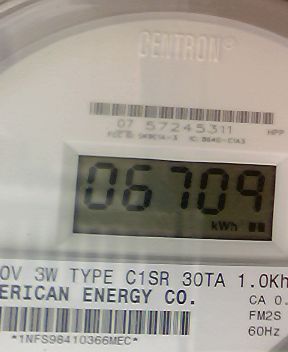 CENTRON®
07 57245311
HPP
06709
kWh
0V 3W TYPE C1SR 30TA 1.0Kh
ERICAN ENERGY CO.
CA 0.
FM2S
60Hz
*1NFS98410366MEC*